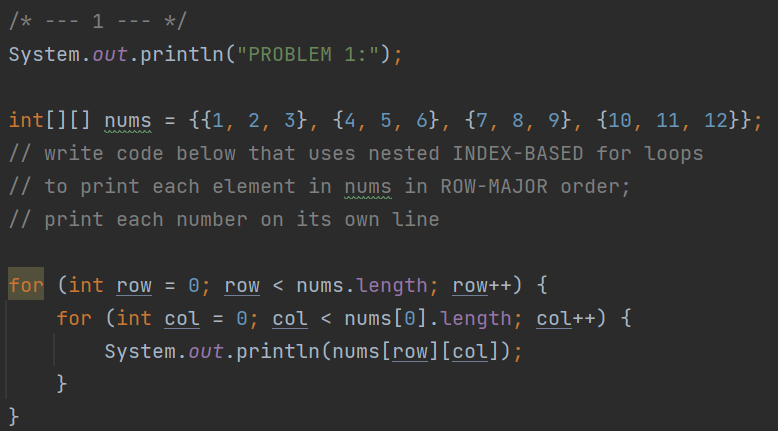 /* --- 1 --- */
System.out.println("PROBLEM 1:");
int[][] nums = {{1, 2, 3}, {4, 5, 6}, {7, 8, 9}, {10, 11, 12}};
// write code below that uses nested INDEX-BASED for loops
// to print each element in nums in ROW-MAJOR order;
// print each number on its own line
for (int row = 0; row < nums.length; row++) {
for (int col = 0; col < nums[0].length; col++) {
System.out.println(nums[row][col]);
}
}